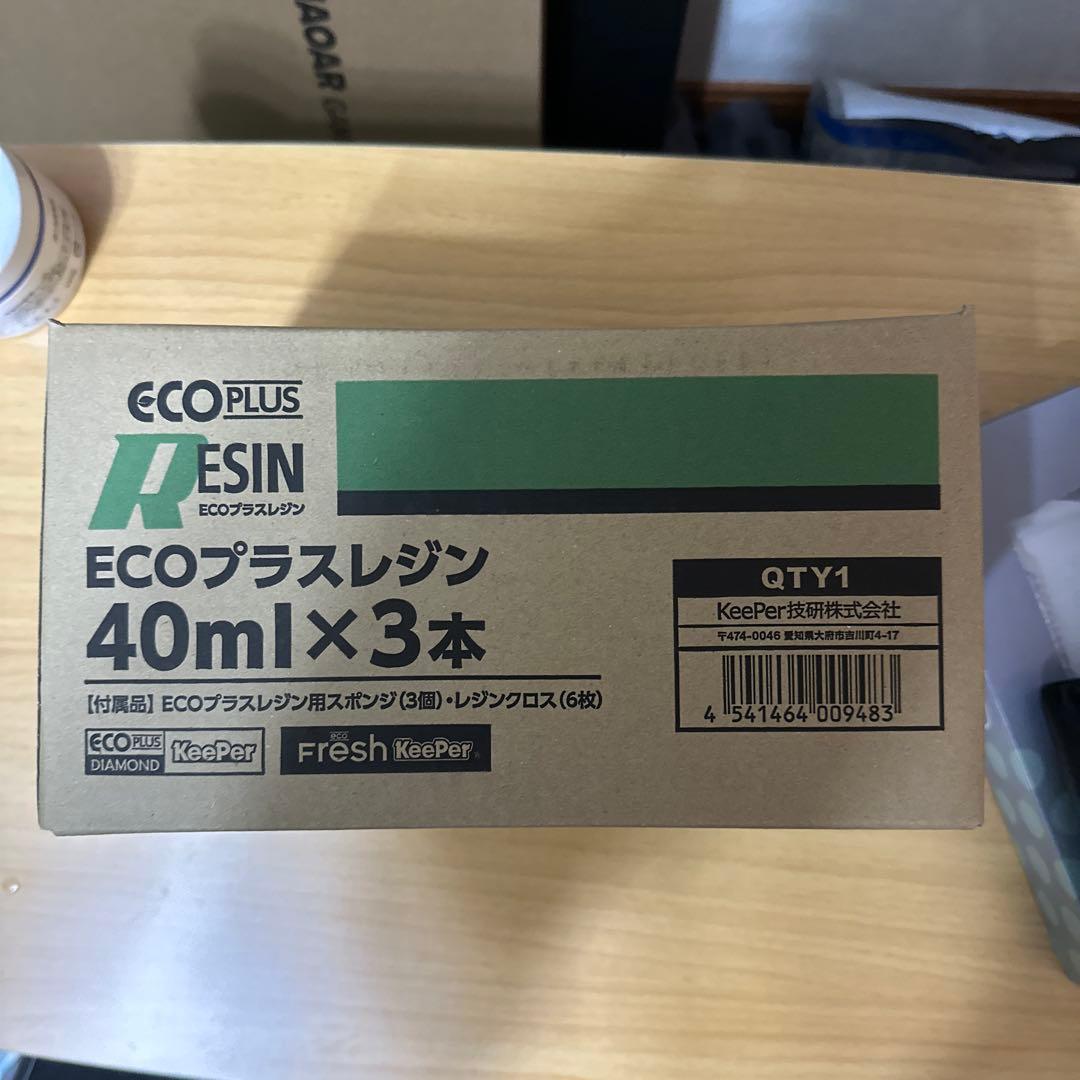 ECO PLUS
RESIN
ECOプラスレジン
ECOプラスレジン
40ml×3本
【付属品】ECOプラスレジン用スポンジ(3個)・レジンクロス(6枚)
ECO PLUS
DIAMOND
KeePer
eco
Fresh KeePer
QTY1
KeePer技研株式会社
〒474-0046 愛知県大府市吉川町4-17
4 541464 009483